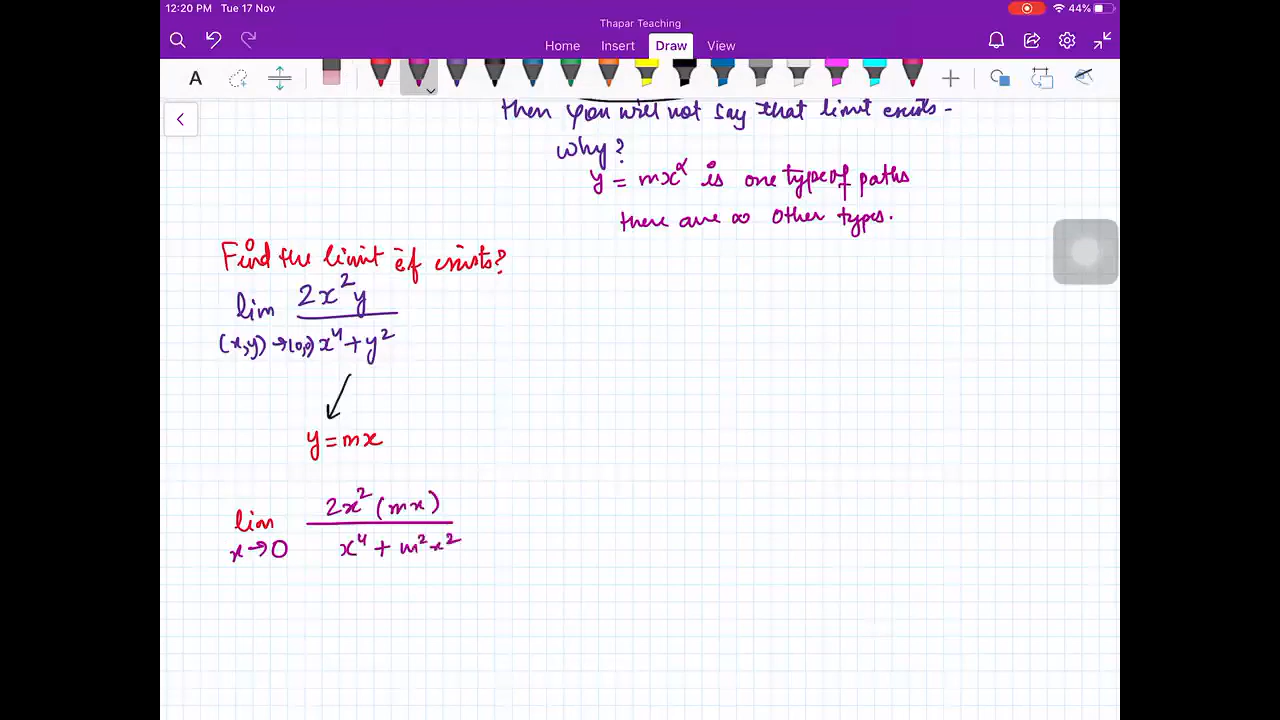 12:20 PM Tue 17 Nov
44%
Thapar Teaching
Home Insert Draw View
A
then you will not say that limit exists -
why?
y = mx^α is one type of paths
there are ∞ other types.
Find the limit if exists?
lim 2x²y
(x,y)→(0,0) x⁴+y²
y=mx
lim 2x²(mx)
x→0 x⁴+m²x²